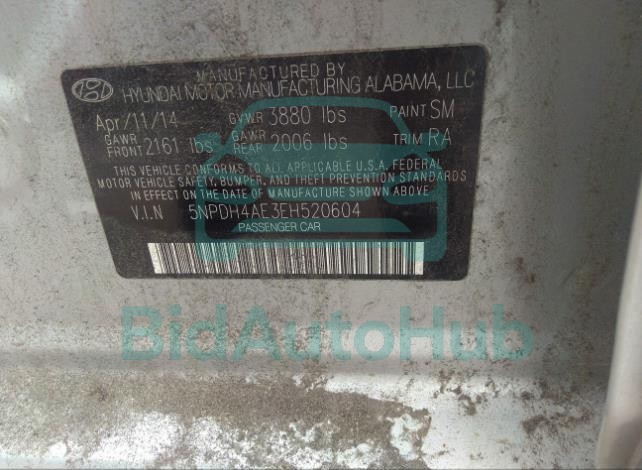 MANUFACTURED BY
HYUNDAI MOTOR MANUFACTURING ALABAMA, LLC
Apr/11/14 GVWR 3880 lbs PAINT SM
GAWR FRONT 2161 lbs GAWR REAR 2006 lbs TRIM RA
THIS VEHICLE CONFORMS TO ALL APPLICABLE U.S.A. FEDERAL
MOTOR VEHICLE SAFETY, BUMPER, AND THEFT PREVENTION STANDARDS
IN EFFECT ON THE DATE OF MANUFACTURE SHOWN ABOVE.
V.I.N 5NPDH4AE3EH520604
PASSENGER CAR
BidAutoHub